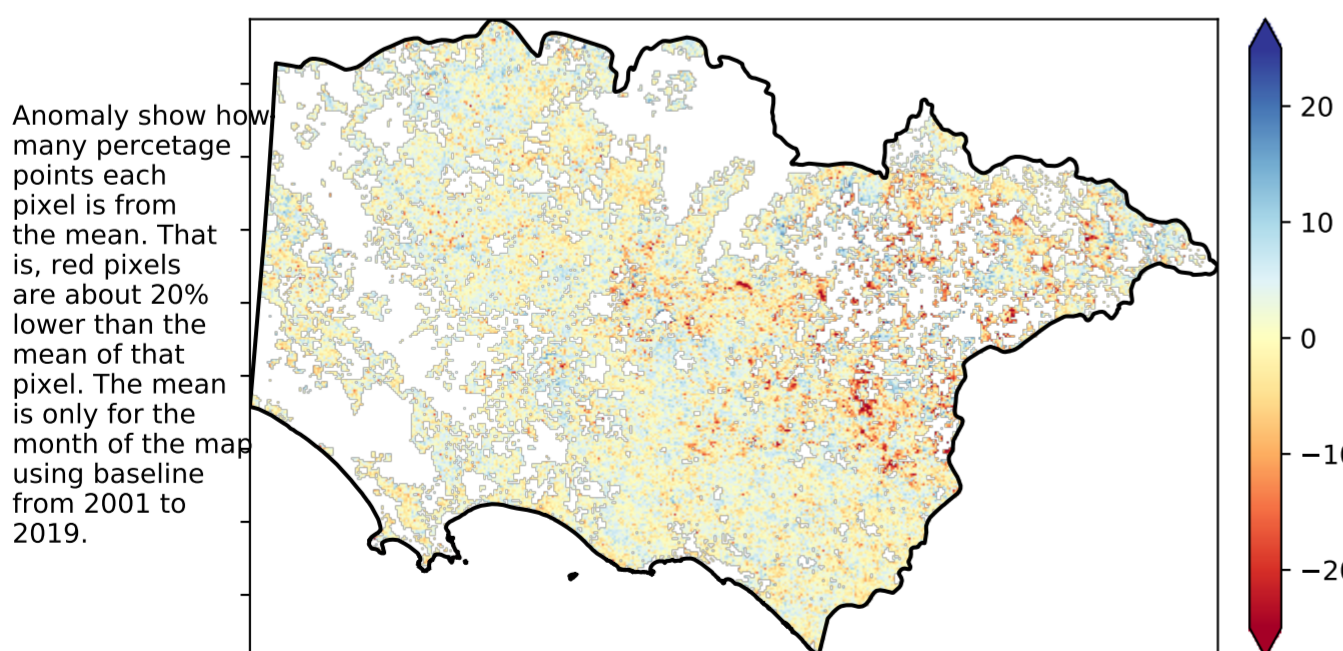 Anomaly show how
many percetage
points each
pixel is from
the mean. That
is, red pixels
are about 20%
lower than the
mean of that
pixel. The mean
is only for the
month of the map
using baseline
from 2001 to
2019.
20
10
0
−10
−20